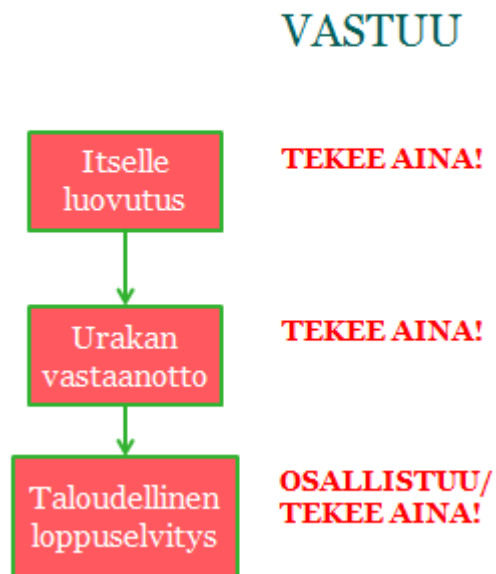 VASTUU
Itselle
luovutus
TEKEE AINA!
Urakan
vastaanotto
TEKEE AINA!
Taloudellinen
loppuselvitys
OSALLISTUU/
TEKEE AINA!